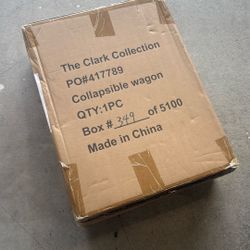 The Clark Collection
PO#417789
Collapsible wagon
QTY:1PC
Box # 349 of 5100
Made in China